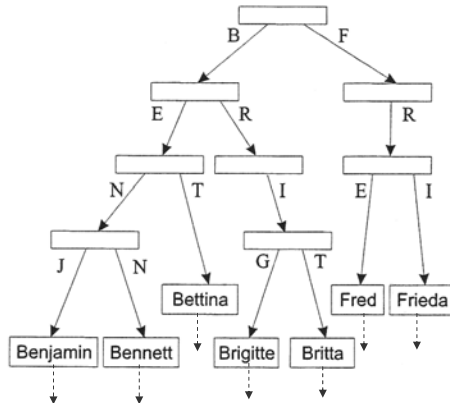 B F
E R R
N T I E I
J N G T
Bettina Fred Frieda
Benjamin Bennett Brigitte Britta